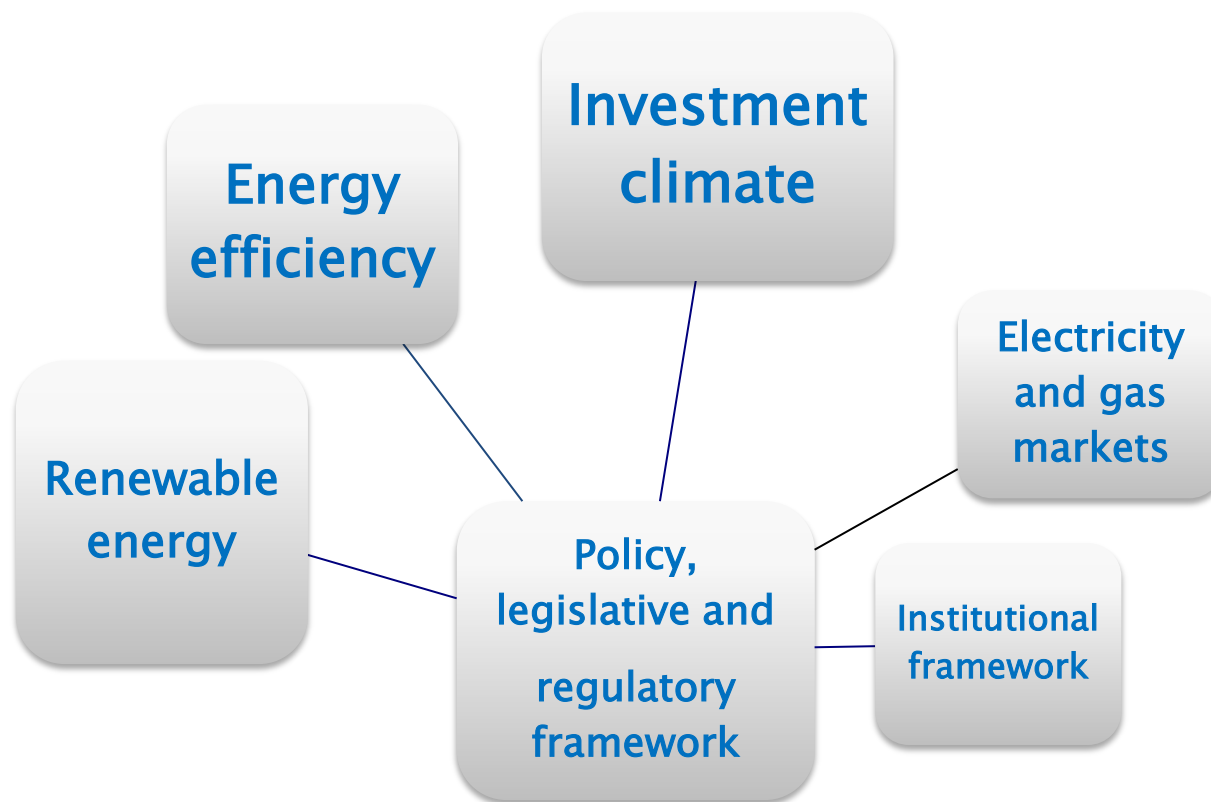 Investment
climate
Energy
efficiency
Electricity
and gas
markets
Renewable
energy
Policy,
legislative and
regulatory
framework
Institutional
framework